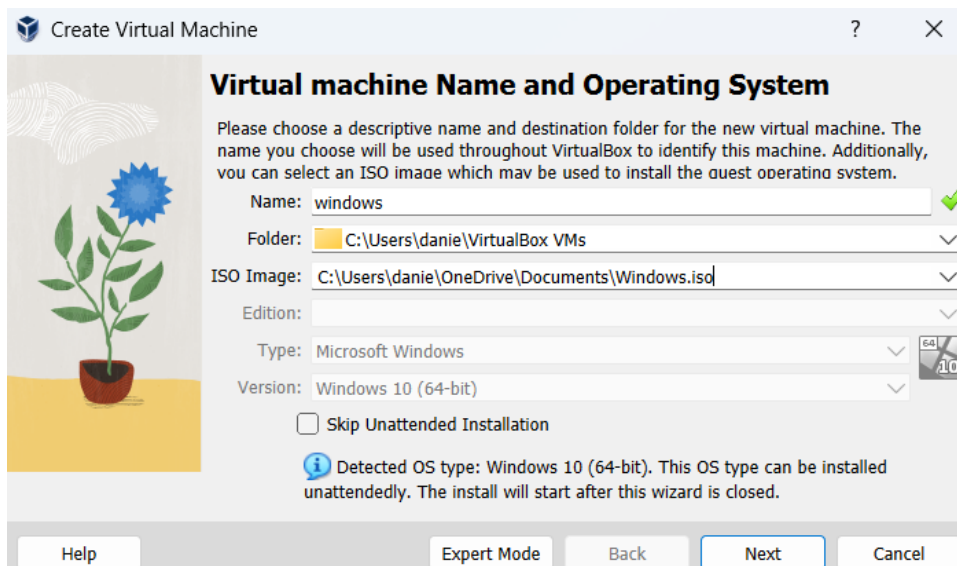 Create Virtual Machine
?
Virtual machine Name and Operating System
Please choose a descriptive name and destination folder for the new virtual machine. The
name you choose will be used throughout VirtualBox to identify this machine. Additionally,
you can select an ISO image which may be used to install the guest operating system.
Name: windows
Folder: C:\Users\danie\VirtualBox VMs
ISO Image: C:\Users\danie\OneDrive\Documents\Windows.iso
Edition:
Type: Microsoft Windows
64
Version: Windows 10 (64-bit)
10
Skip Unattended Installation
Detected OS type: Windows 10 (64-bit). This OS type can be installed
unattendedly. The install will start after this wizard is closed.
Help Expert Mode Back Next Cancel